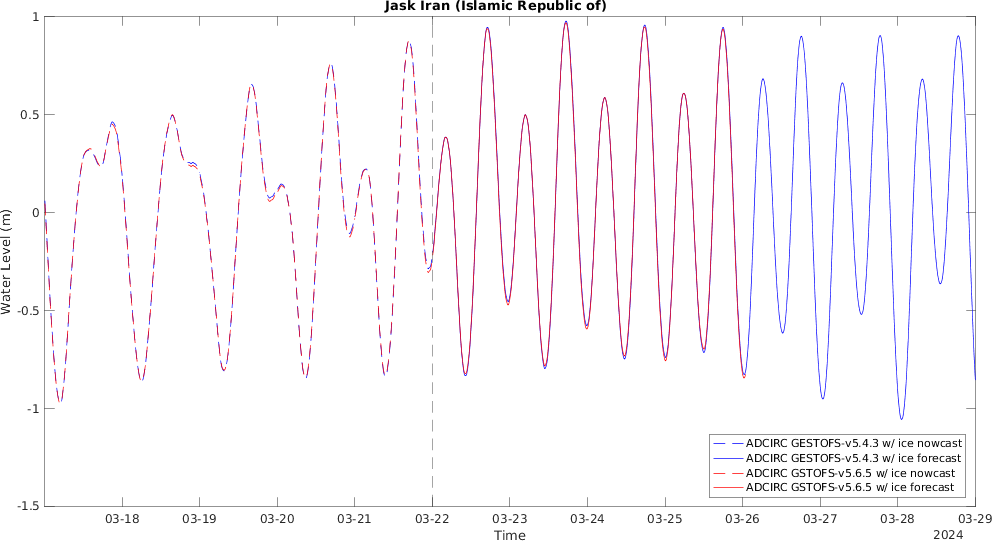 Jask Iran (Islamic Republic of)
1
0.5
0
-0.5
-1
-1.5
Water Level (m)
03-18 03-19 03-20 03-21 03-22 03-23 03-24 03-25 03-26 03-27 03-28 03-29
Time
2024
ADCIRC GESTOFS-v5.4.3 w/ ice nowcast
ADCIRC GESTOFS-v5.4.3 w/ ice forecast
ADCIRC GSTOFS-v5.6.5 w/ ice nowcast
ADCIRC GSTOFS-v5.6.5 w/ ice forecast